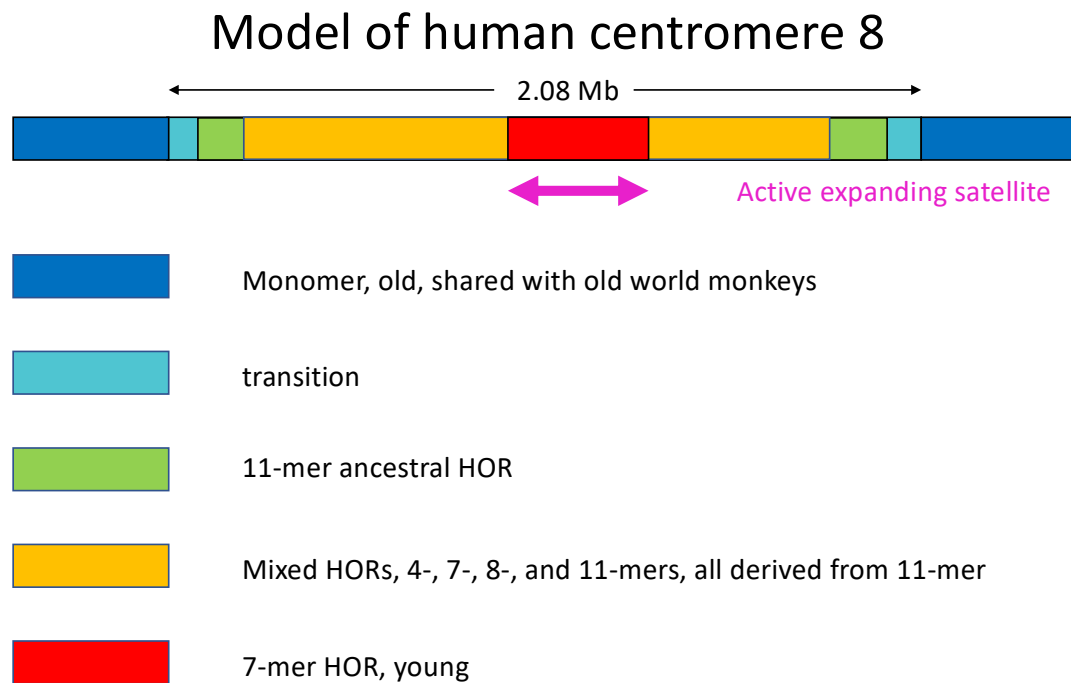 Model of human centromere 8
2.08 Mb
Active expanding satellite
Monomer, old, shared with old world monkeys
transition
11-mer ancestral HOR
Mixed HORs, 4-, 7-, 8-, and 11-mers, all derived from 11-mer
7-mer HOR, young